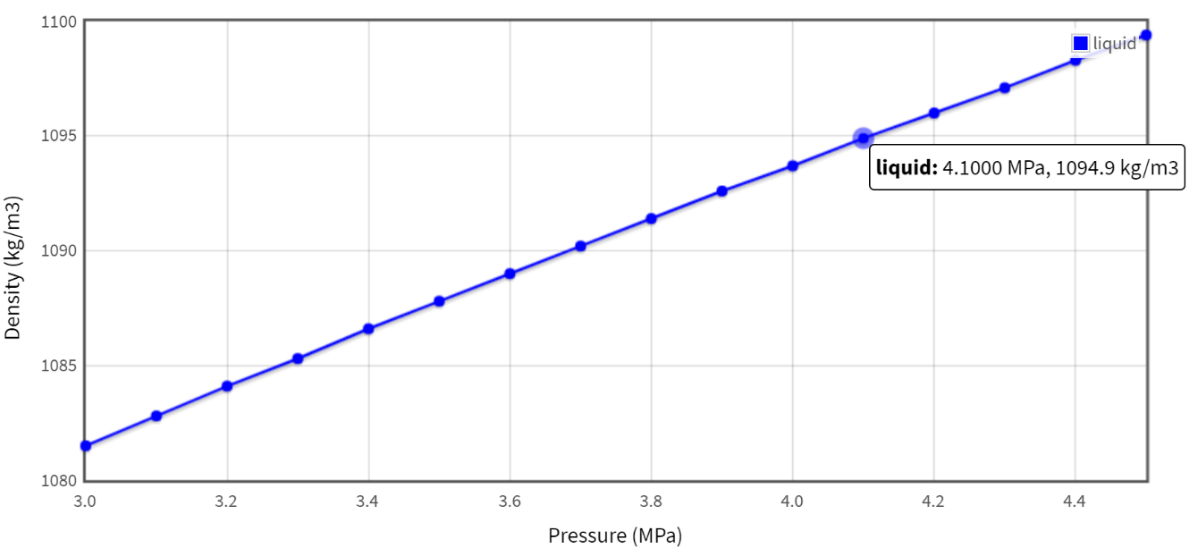 1100
liquid
1095
liquid: 4.1000 MPa, 1094.9 kg/m3
1090
1085
1080
Density (kg/m3)
3.0 3.2 3.4 3.6 3.8 4.0 4.2 4.4
Pressure (MPa)